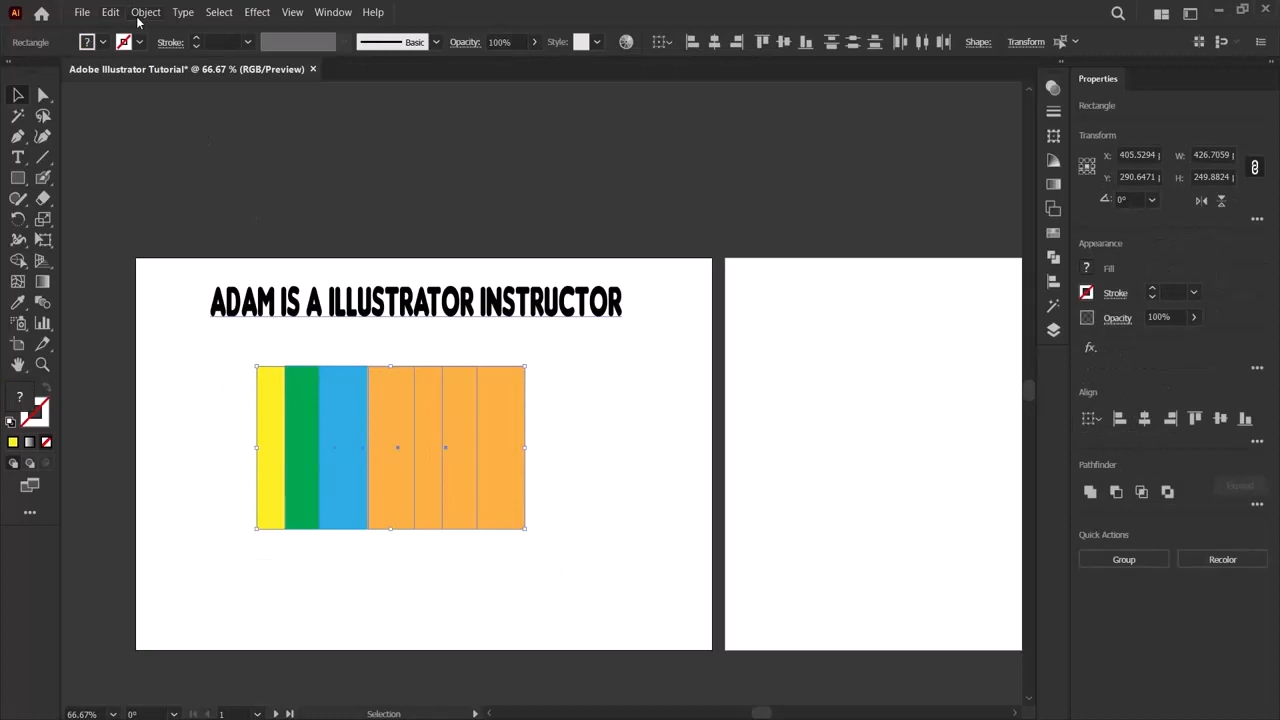 Ai File Edit Object Type Select Effect View Window Help
Rectangle ? Stroke: Basic Opacity: 100% Style: Shape: Transform
Adobe Illustrator Tutorial* @ 66.67 % (RGB/Preview) ×
Properties
Rectangle
Transform
X: 405.5294 p W: 426.7059
Y: 290.6471 p H: 249.8824
0°
Appearance
? Fill
Stroke
Opacity 100%
fx.
Align
Pathfinder
Expand
Quick Actions
Group Recolor
ADAM IS A ILLUSTRATOR INSTRUCTOR
?
66.67% 0° 1 Selection